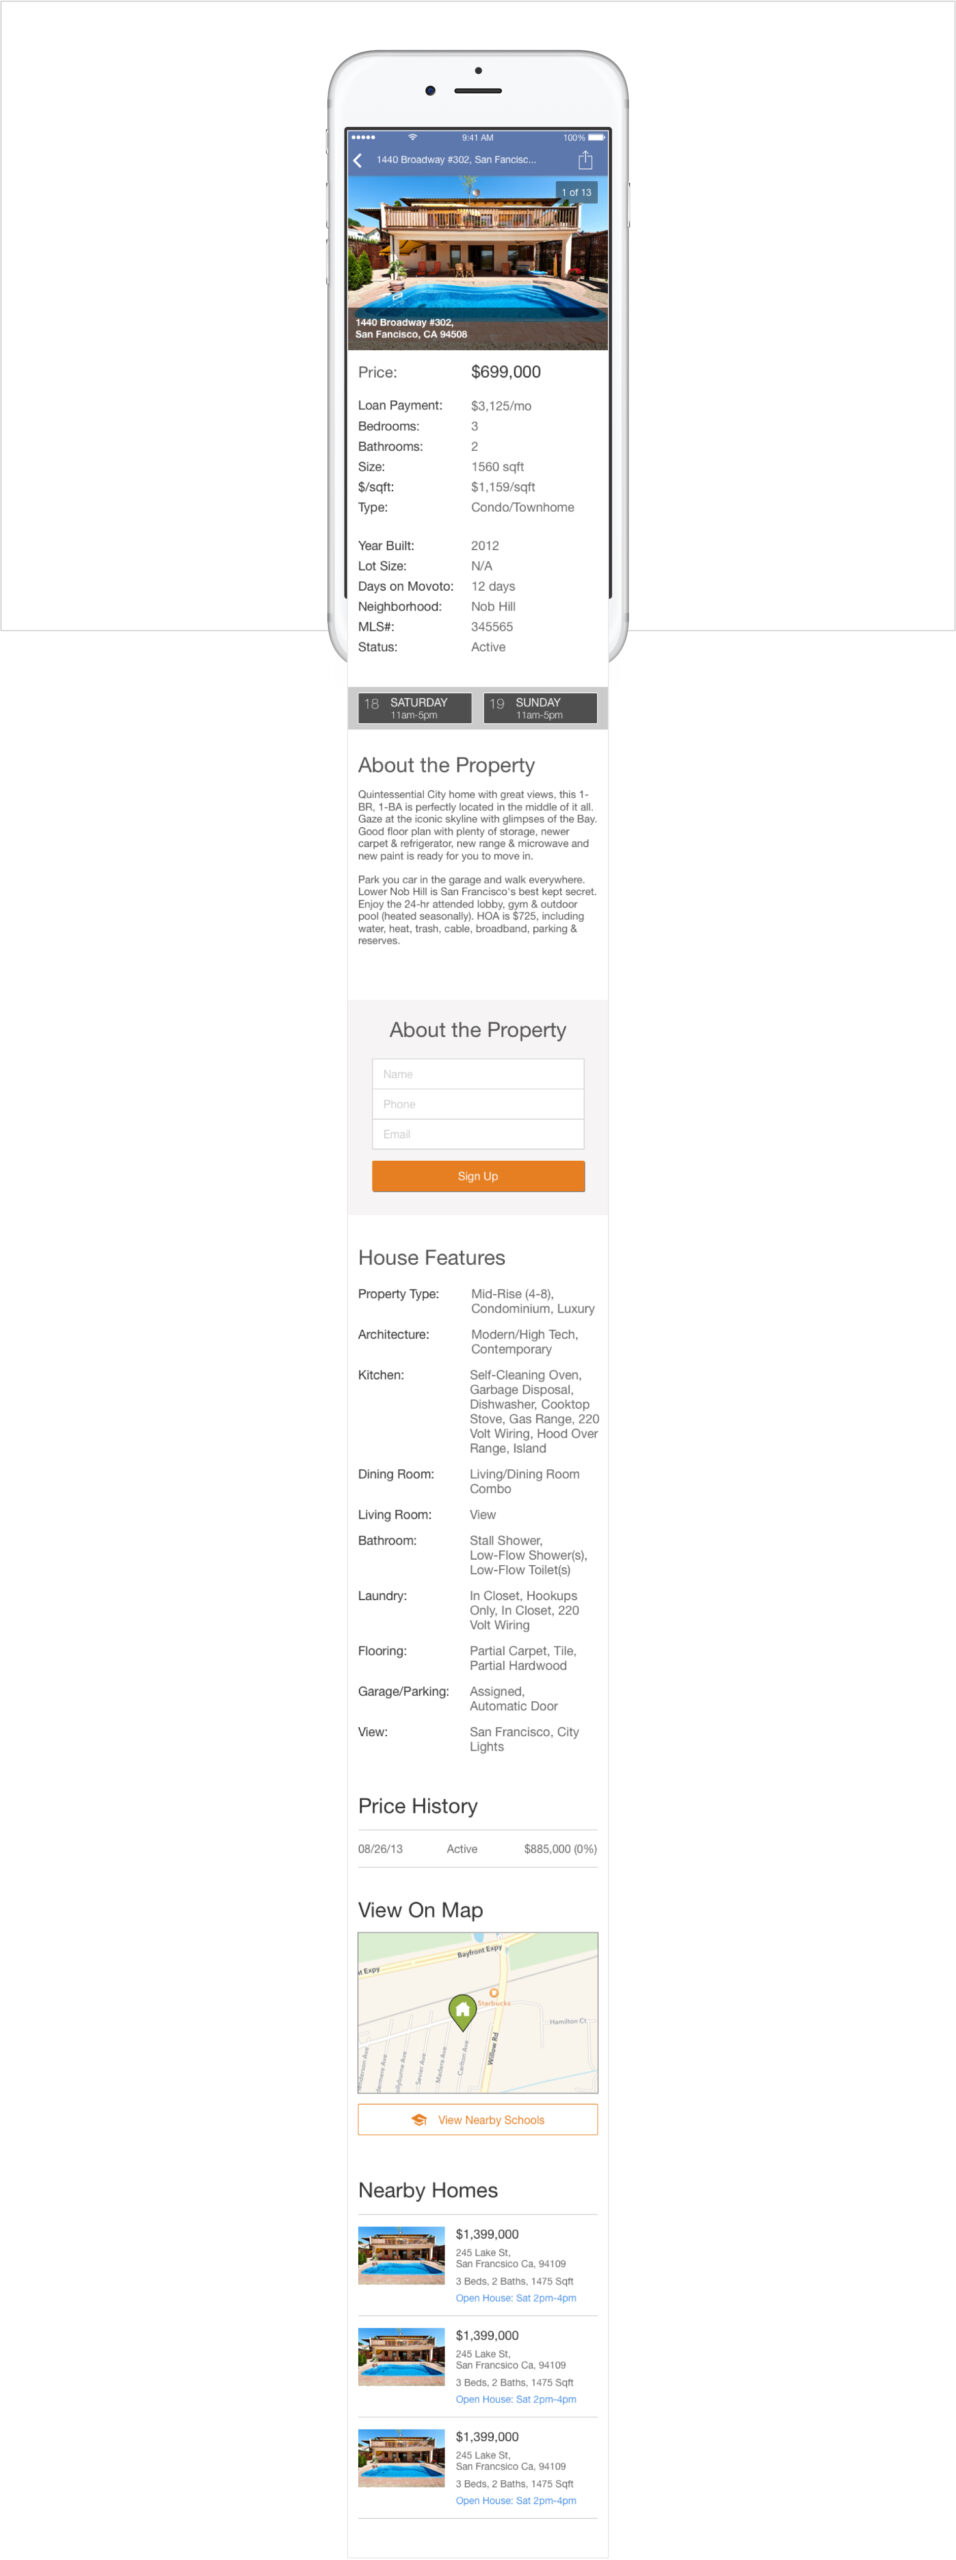 9:41 AM
100%
1440 Broadway #302, San Fancisc...
1 of 13
1440 Broadway #302,
San Fancisco, CA 94508
Price: $699,000
Loan Payment: $3,125/mo
Bedrooms: 3
Bathrooms: 2
Size: 1560 sqft
$/sqft: $1,159/sqft
Type: Condo/Townhome
Year Built: 2012
Lot Size: N/A
Days on Movoto: 12 days
Neighborhood: Nob Hill
MLS#: 345565
Status: Active
18 SATURDAY
11am-5pm
19 SUNDAY
11am-5pm
About the Property
Quintessential City home with great views, this 1-
BR, 1-BA is perfectly located in the middle of it all.
Gaze at the iconic skyline with glimpses of the Bay.
Good floor plan with plenty of storage, newer
carpet & refrigerator, new range & microwave and
new paint is ready for you to move in.
Park you car in the garage and walk everywhere.
Lower Nob Hill is San Francisco's best kept secret.
Enjoy the 24-hr attended lobby, gym & outdoor
pool (heated seasonally). HOA is $725, including
water, heat, trash, cable, broadband, parking &
reserves.
About the Property
Name
Phone
Email
Sign Up
House Features
Property Type: Mid-Rise (4-8),
Condominium, Luxury
Architecture: Modern/High Tech,
Contemporary
Kitchen: Self-Cleaning Oven,
Garbage Disposal,
Dishwasher, Cooktop
Stove, Gas Range, 220
Volt Wiring, Hood Over
Range, Island
Dining Room: Living/Dining Room
Combo
Living Room: View
Bathroom: Stall Shower,
Low-Flow Shower(s),
Low-Flow Toilet(s)
Laundry: In Closet, Hookups
Only, In Closet, 220
Volt Wiring
Flooring: Partial Carpet, Tile,
Partial Hardwood
Garage/Parking: Assigned,
Automatic Door
View: San Francisco, City
Lights
Price History
08/26/13 Active $885,000 (0%)
View On Map
Bayfront Expy
Expy
Starbucks
Hamilton Ct
Willow Rd
Carlton Ave
Madera Ave
Sevier Ave
View Nearby Schools
Nearby Homes
$1,399,000
245 Lake St,
San Francsico Ca, 94109
3 Beds, 2 Baths, 1475 Sqft
Open House: Sat 2pm-4pm
$1,399,000
245 Lake St,
San Francsico Ca, 94109
3 Beds, 2 Baths, 1475 Sqft
Open House: Sat 2pm-4pm
$1,399,000
245 Lake St,
San Francsico Ca, 94109
3 Beds, 2 Baths, 1475 Sqft
Open House: Sat 2pm-4pm